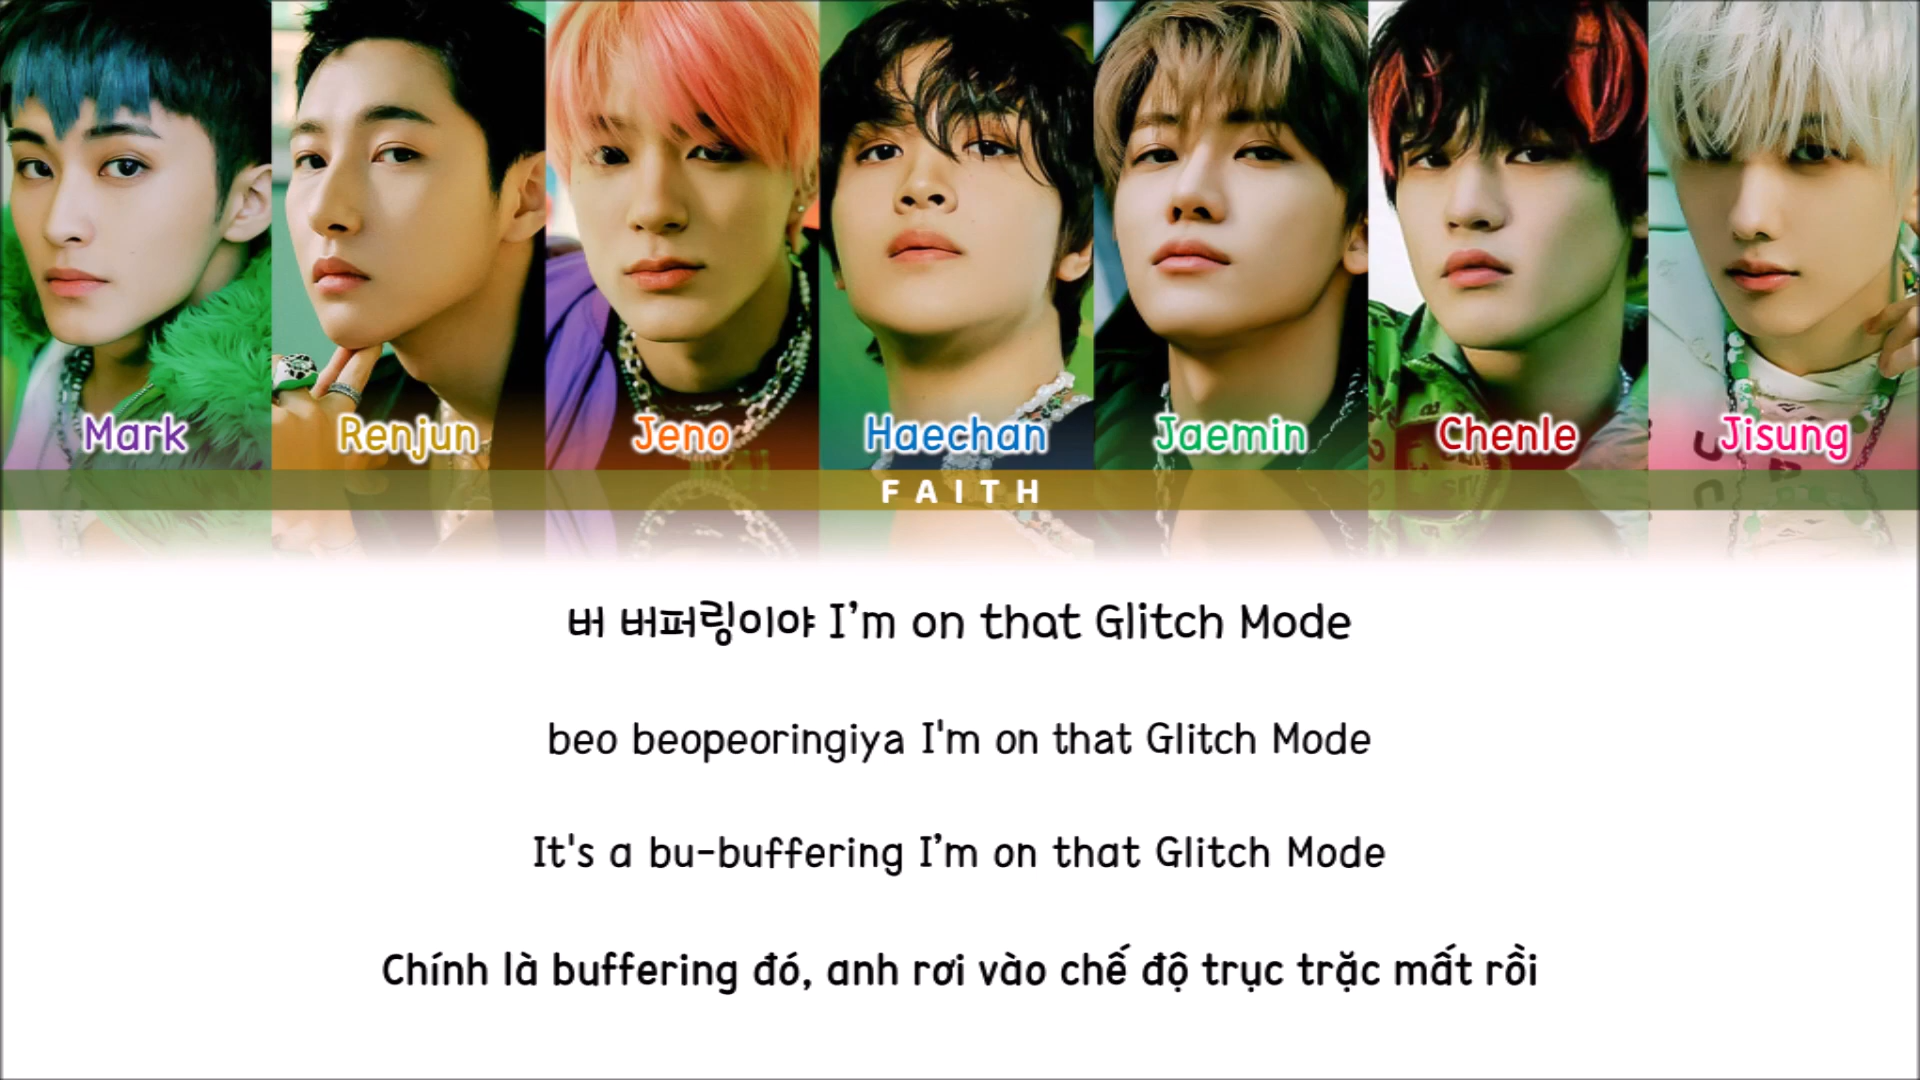 Mark Renjun Jeno Haechan Jaemin Chenle Jisung
FAITH
버 버퍼링이야 I’m on that Glitch Mode
beo beopeoringiya I'm on that Glitch Mode
It's a bu-buffering I’m on that Glitch Mode
Chính là buffering đó, anh rơi vào chế độ trục trặc mất rồi